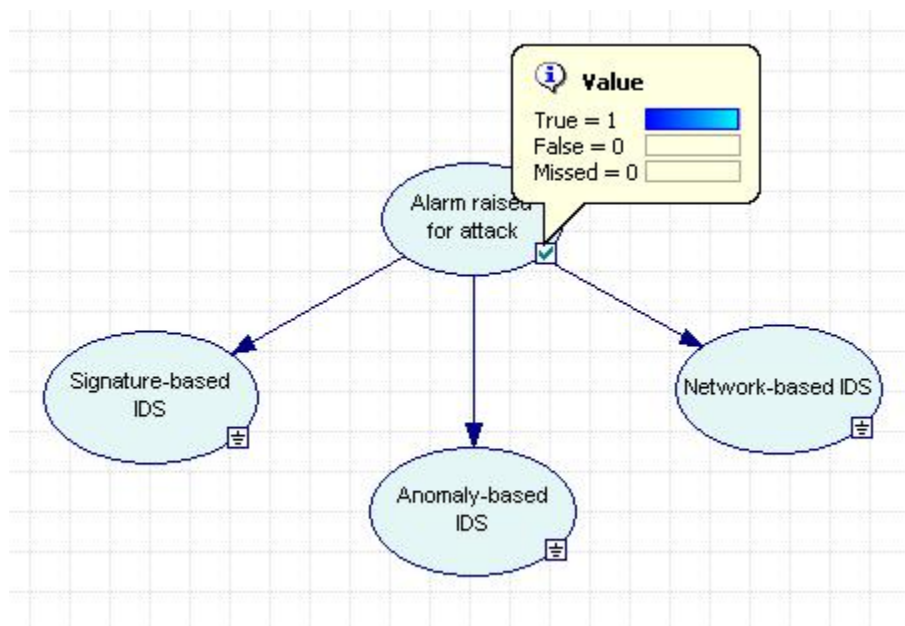 Value
True = 1
False = 0
Missed = 0
Alarm raised
for attack
Signature-based
IDS
Network-based IDS
Anomaly-based
IDS